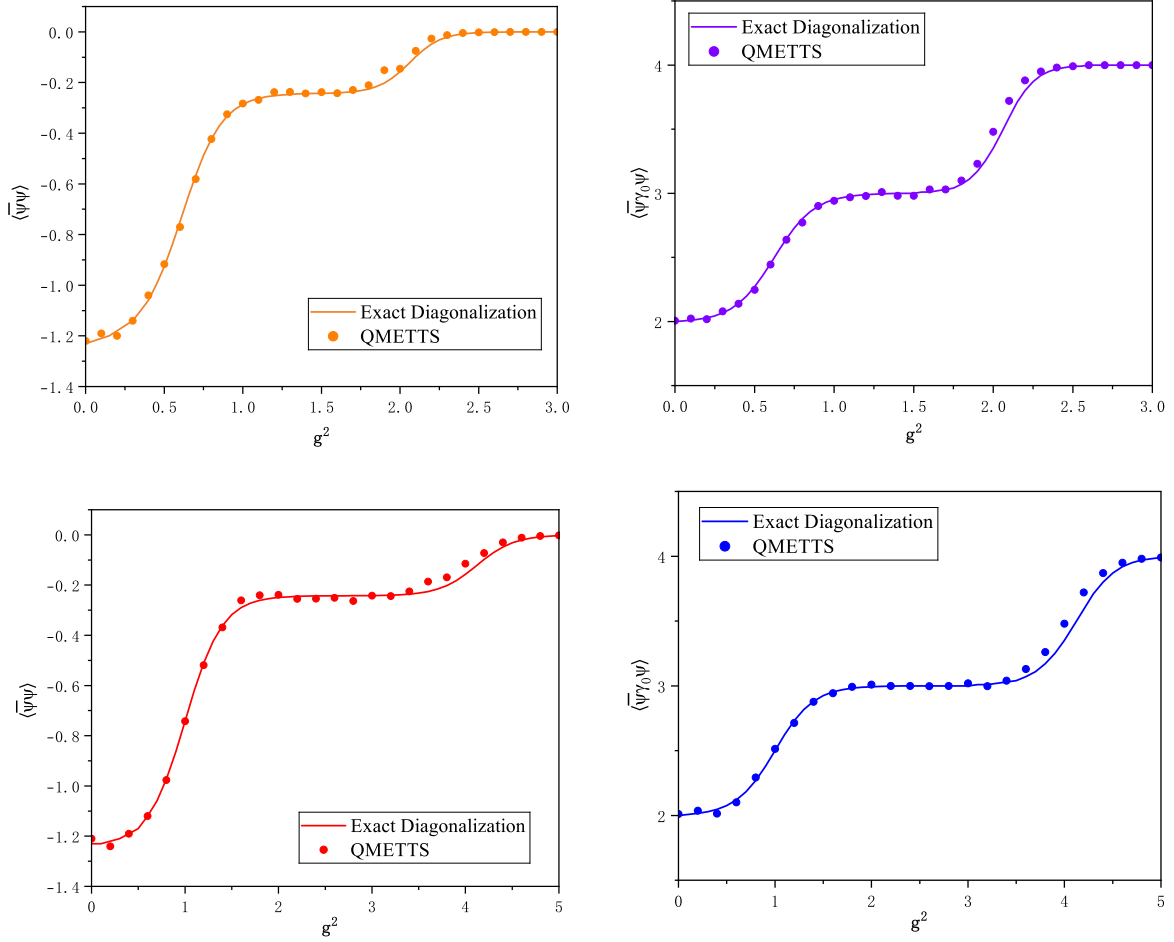 0.0
-0.2
-0.4
-0.6
-0.8
-1.0
-1.2
-1.4
⟨ψ̅ψ⟩
Exact Diagonalization
QMETTS
0.0 0.5 1.0 1.5 2.0 2.5 3.0
g²
Exact Diagonalization
QMETTS
4
3
2
⟨ψ̅γ₀ψ⟩
0.0 0.5 1.0 1.5 2.0 2.5 3.0
g²
0.0
-0.2
-0.4
-0.6
-0.8
-1.0
-1.2
-1.4
⟨ψ̅ψ⟩
Exact Diagonalization
QMETTS
0 1 2 3 4 5
g²
Exact Diagonalization
QMETTS
4
3
2
⟨ψ̅γ₀ψ⟩
0 1 2 3 4 5
g²